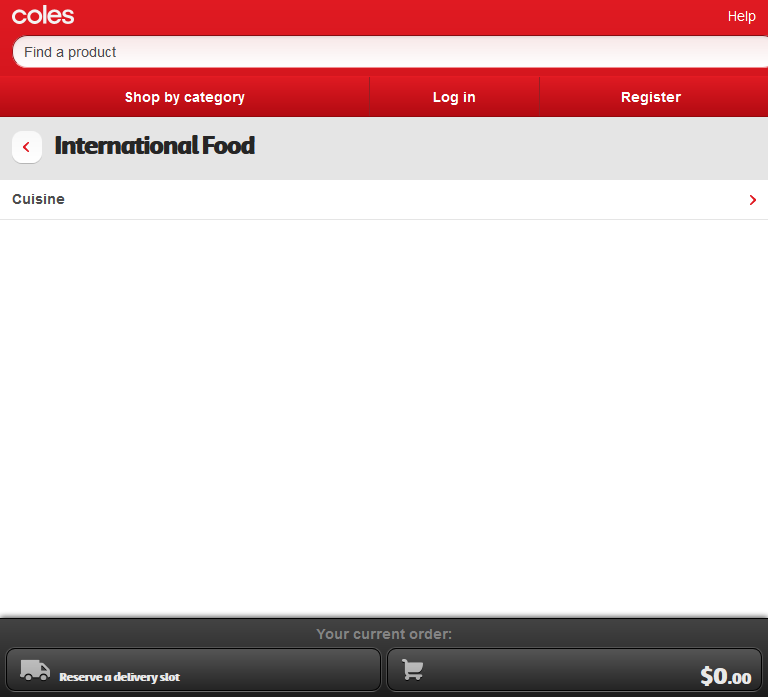 coles
Help
Find a product
Shop by category
Log in
Register
International Food
Cuisine
Your current order:
Reserve a delivery slot
$0.00